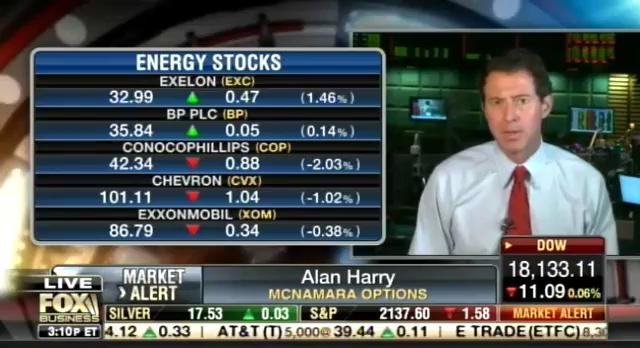 ENERGY STOCKS
EXELON (EXC)
32.99 ▲ 0.47 (1.46%)
BP PLC (BP)
35.84 ▲ 0.05 (0.14%)
CONOCOPHILLIPS (COP)
42.34 ▼ 0.88 (-2.03%)
CHEVRON (CVX)
101.11 ▼ 1.04 (-1.02%)
EXXONMOBIL (XOM)
86.79 ▼ 0.34 (-0.38%)
DOW
18,133.11
▼ 11.09 0.06%
LIVE
FOX
BUSINESS
3:10P ET
MARKET
› ALERT
Alan Harry
MCNAMARA OPTIONS
SILVER 17.53 ▲ 0.03 S&P 2137.60 ▼ 1.58 MARKET ALERT
4.12 ▲ 0.33 AT&T (T) 5,000@ 39.44 ▲ 0.11 E TRADE (ETFC)